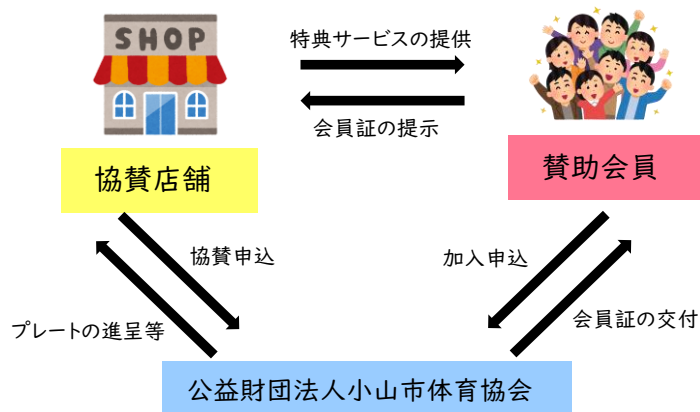 SHOP
特典サービスの提供
会員証の提示
協賛店舗
賛助会員
協賛申込
加入申込
プレートの進呈等
会員証の交付
公益財団法人小山市体育協会